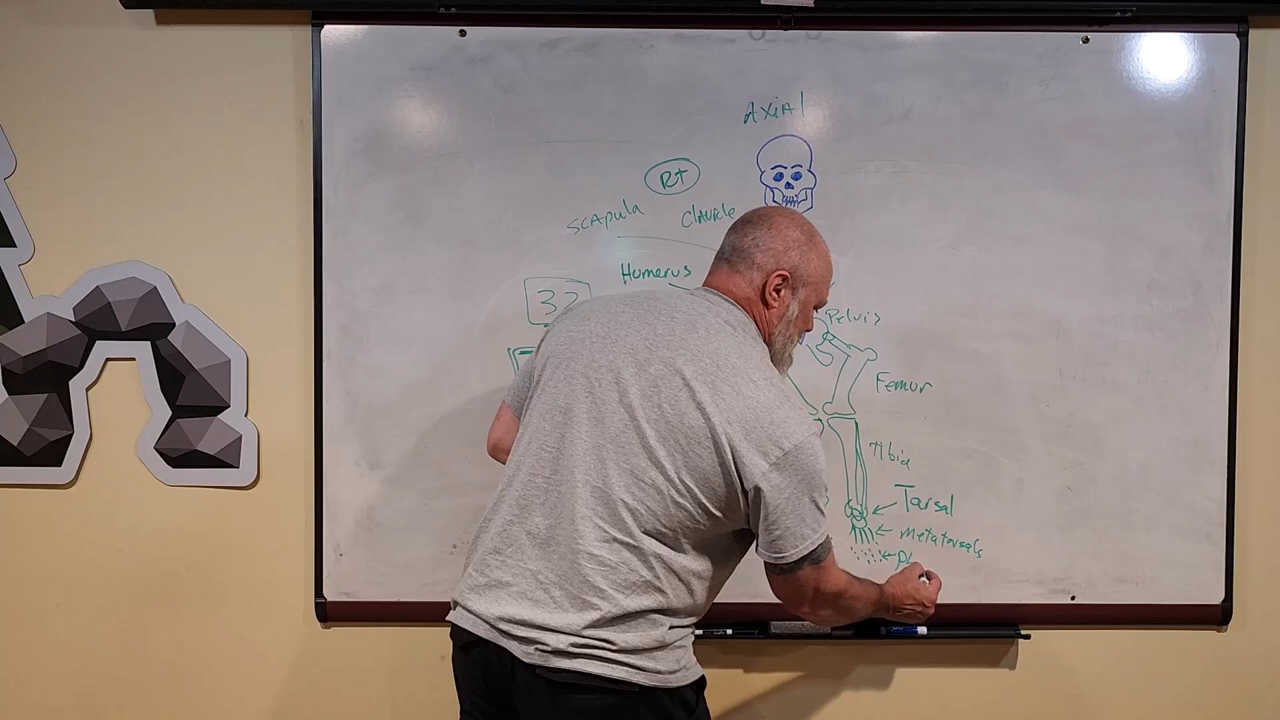 Axial
Rt
Scapula
Clavicle
Humerus
32
Pelvis
Femur
Tibia
Tarsal
Metatarsals